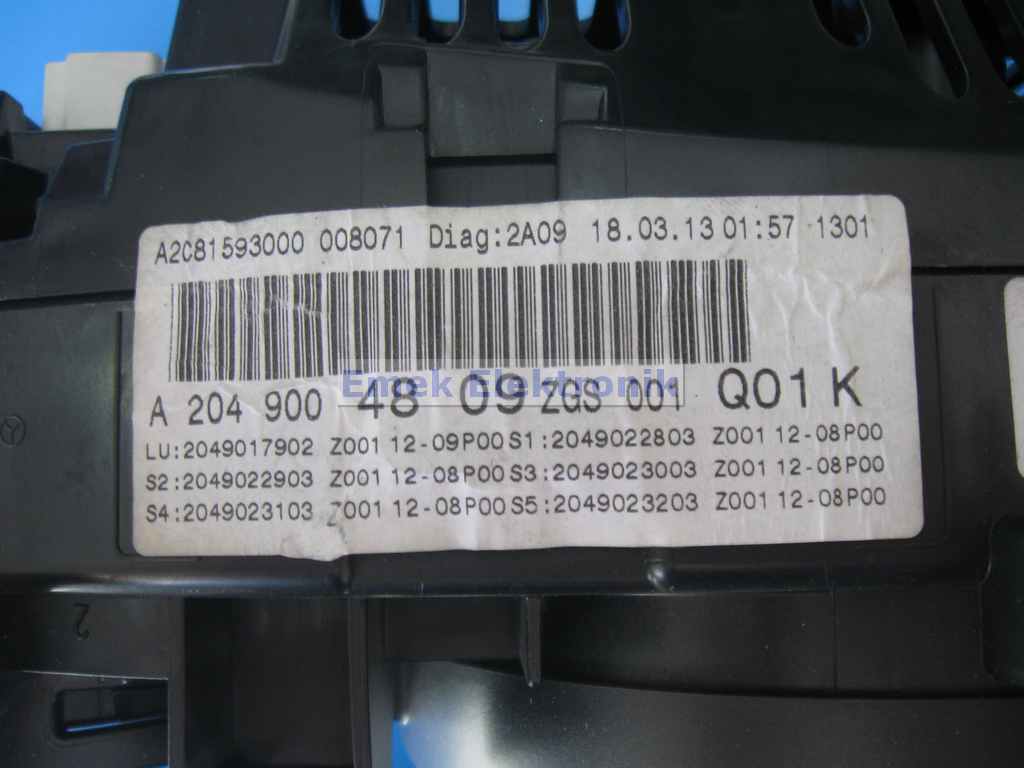 A2C81593000 008071 Diag:2A09 18.03.13 01:57 1301
Emek Elektronik
A 204 900 48 09 ZGS 001 Q01 K
LU:2049017902 Z001 12-09P00 S1:2049022803 Z001 12-08P00
S2:2049022903 Z001 12-08P00 S3:2049023003 Z001 12-08P00
S4:2049023103 Z001 12-08P00 S5:2049023203 Z001 12-08P00
2